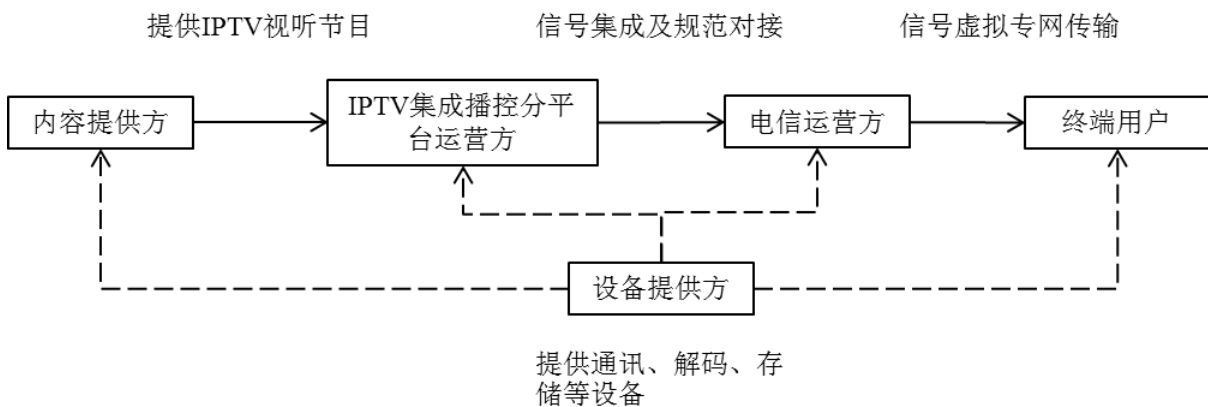 提供IPTV视听节目
信号集成及规范对接
信号虚拟专网传输
内容提供方
IPTV集成播控分平
台运营方
电信运营方
终端用户
设备提供方
提供通讯、解码、存
储等设备